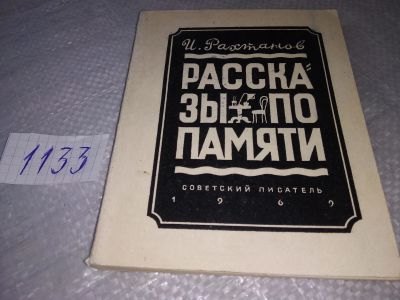 1133
И. Рахтанов
РАССКА-
ЗЫ ПО
ПАМЯТИ
СОВЕТСКИЙ ПИСАТЕЛЬ
1969